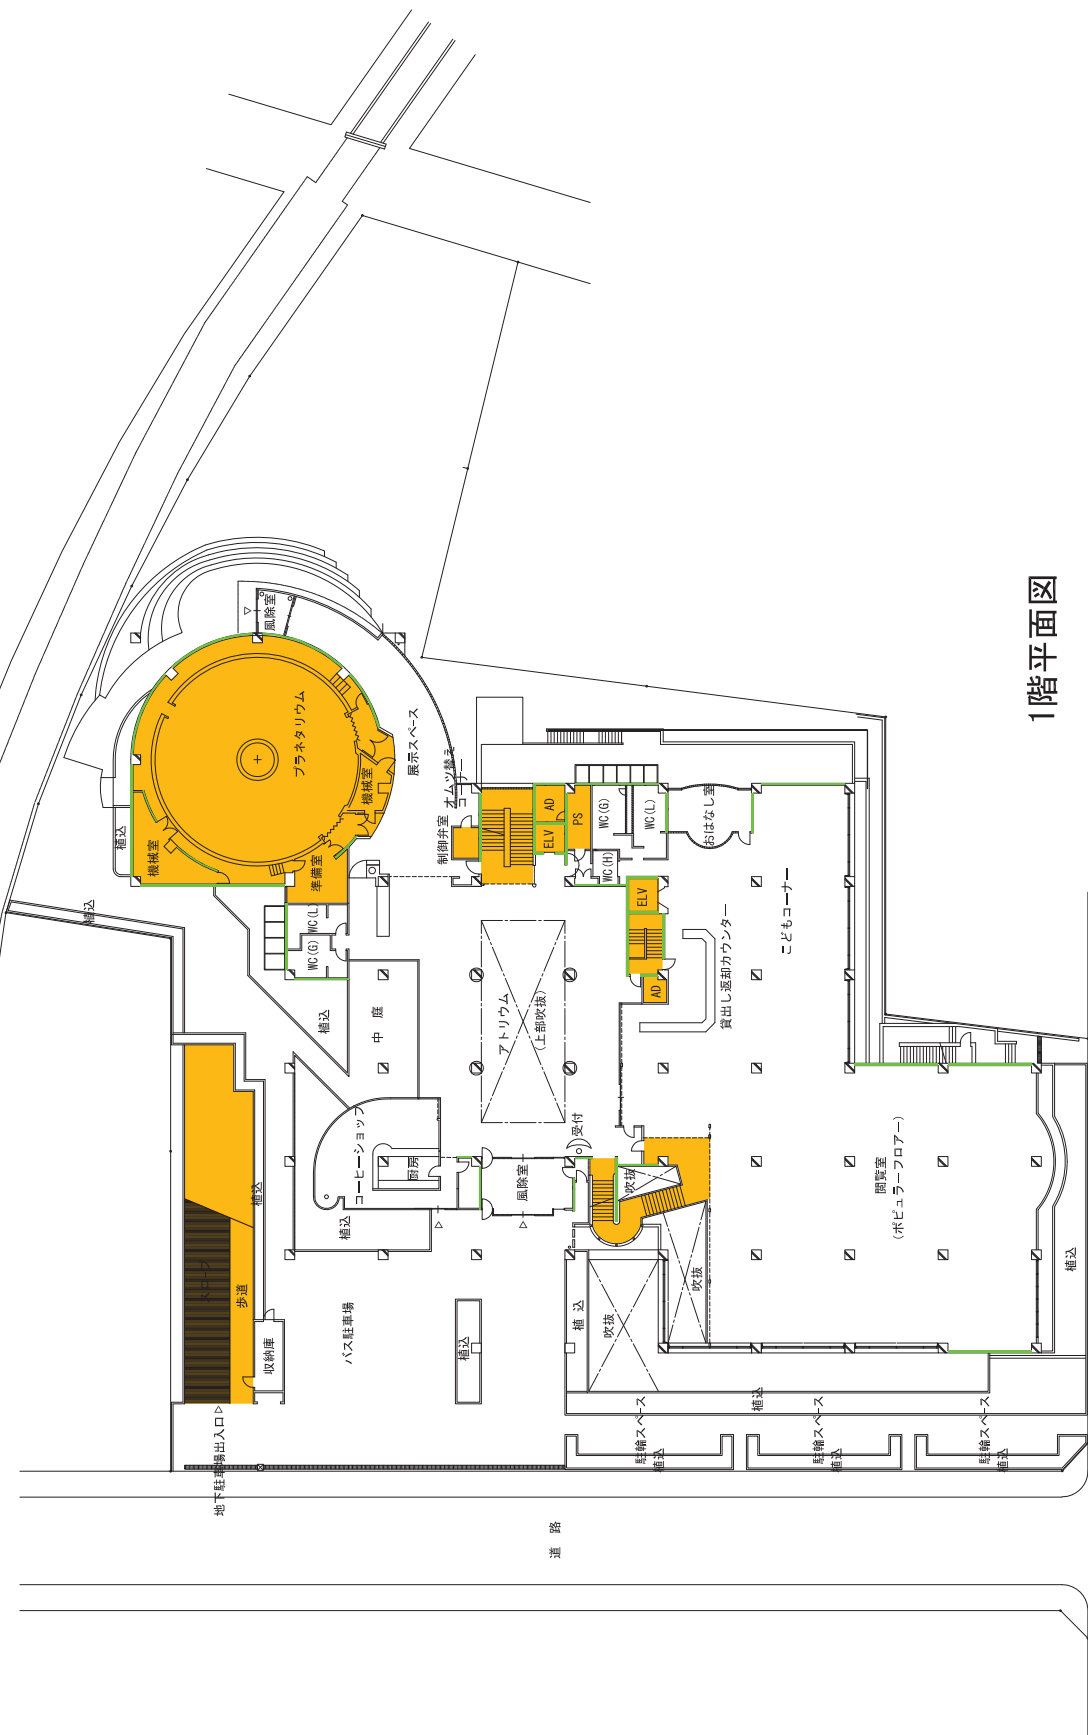 1階平面図
植込
植込
機械室
プラネタリウム
風除室
機械室
準備室
展示スペース
オムツ替え
コーナー
制御弁室
WC(L)
WC(G)
植込
中 庭
AD
ELV
PS
WC(G)
WC(L)
WC(H)
おはなし室
ELV
AD
アトリウム
(上部吹抜)
貸出し返却カウンター
こどもコーナー
受付
コーヒーショップ
厨房
風除室
吹抜
吹抜
吹抜
植込
植込
スロープ
歩道
収納庫
バス駐車場
植込
植 込
閲覧室
(ポピュラーフロアー)
植込
植込
駐輪スペース
植込
駐輪スペース
植込
駐輪スペース
植込
地下駐車場出入口
道 路